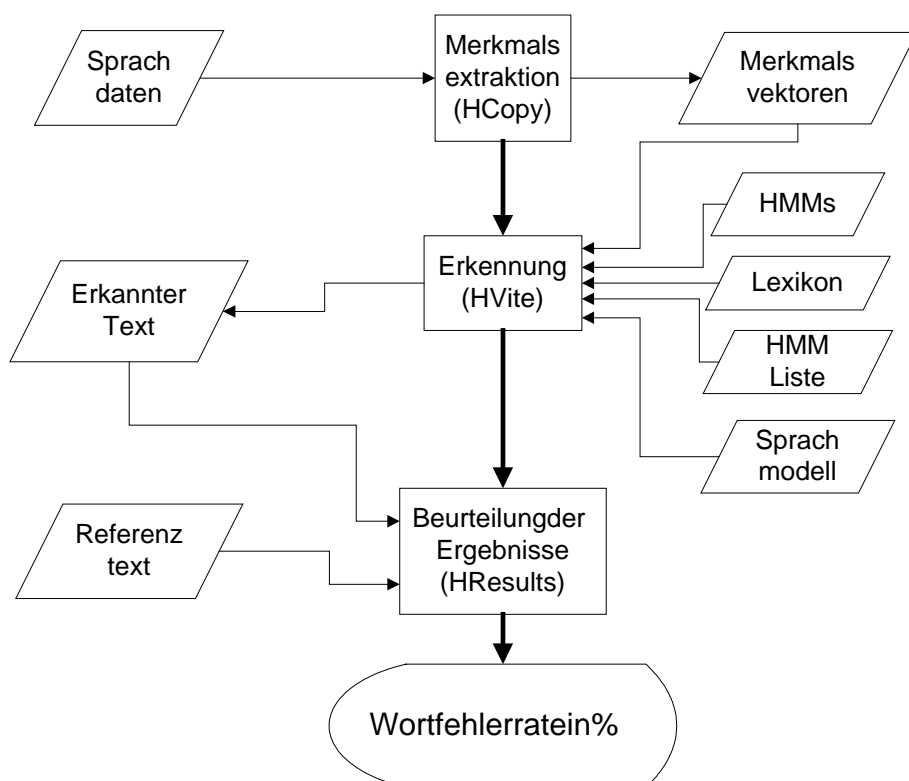 Sprach
daten
Merkmals
extraktion
(HCopy)
Merkmals
vektoren
HMMs
Erkennung
(HVite)
Lexikon
Erkannter
Text
HMM
Liste
Sprach
modell
Beurteilungder
Ergebnisse
(HResults)
Referenz
text
Wortfehlerratein%